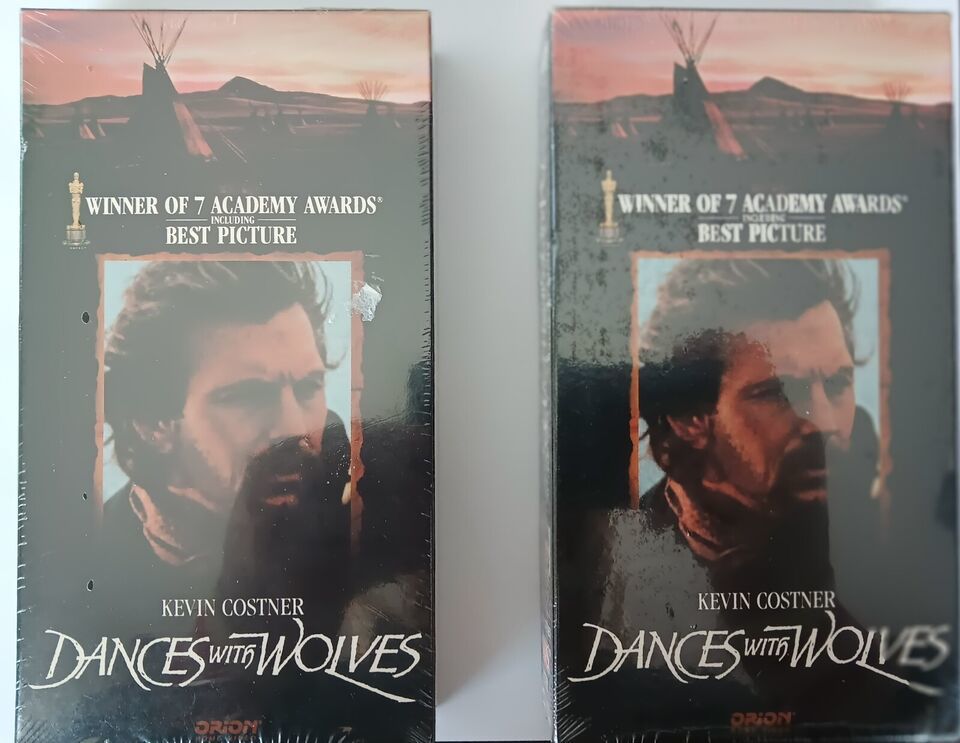 WINNER OF 7 ACADEMY AWARDS®
INCLUDING
BEST PICTURE
KEVIN COSTNER
DANCES WITH WOLVES
ORION
WINNER OF 7 ACADEMY AWARDS®
INCLUDING
BEST PICTURE
KEVIN COSTNER
DANCES WITH WOLVES
ORION